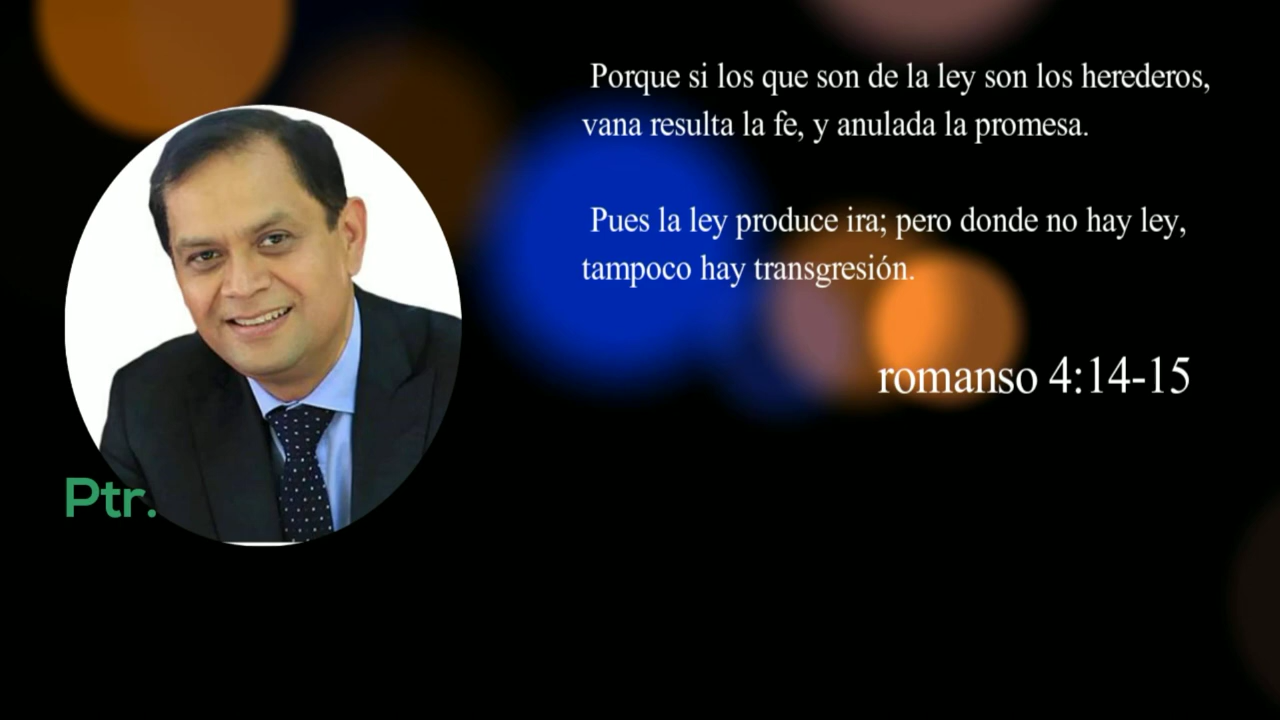 Porque si los que son de la ley son los herederos,
vana resulta la fe, y anulada la promesa.
Pues la ley produce ira; pero donde no hay ley,
tampoco hay transgresión.
romanso 4:14-15
Ptr.